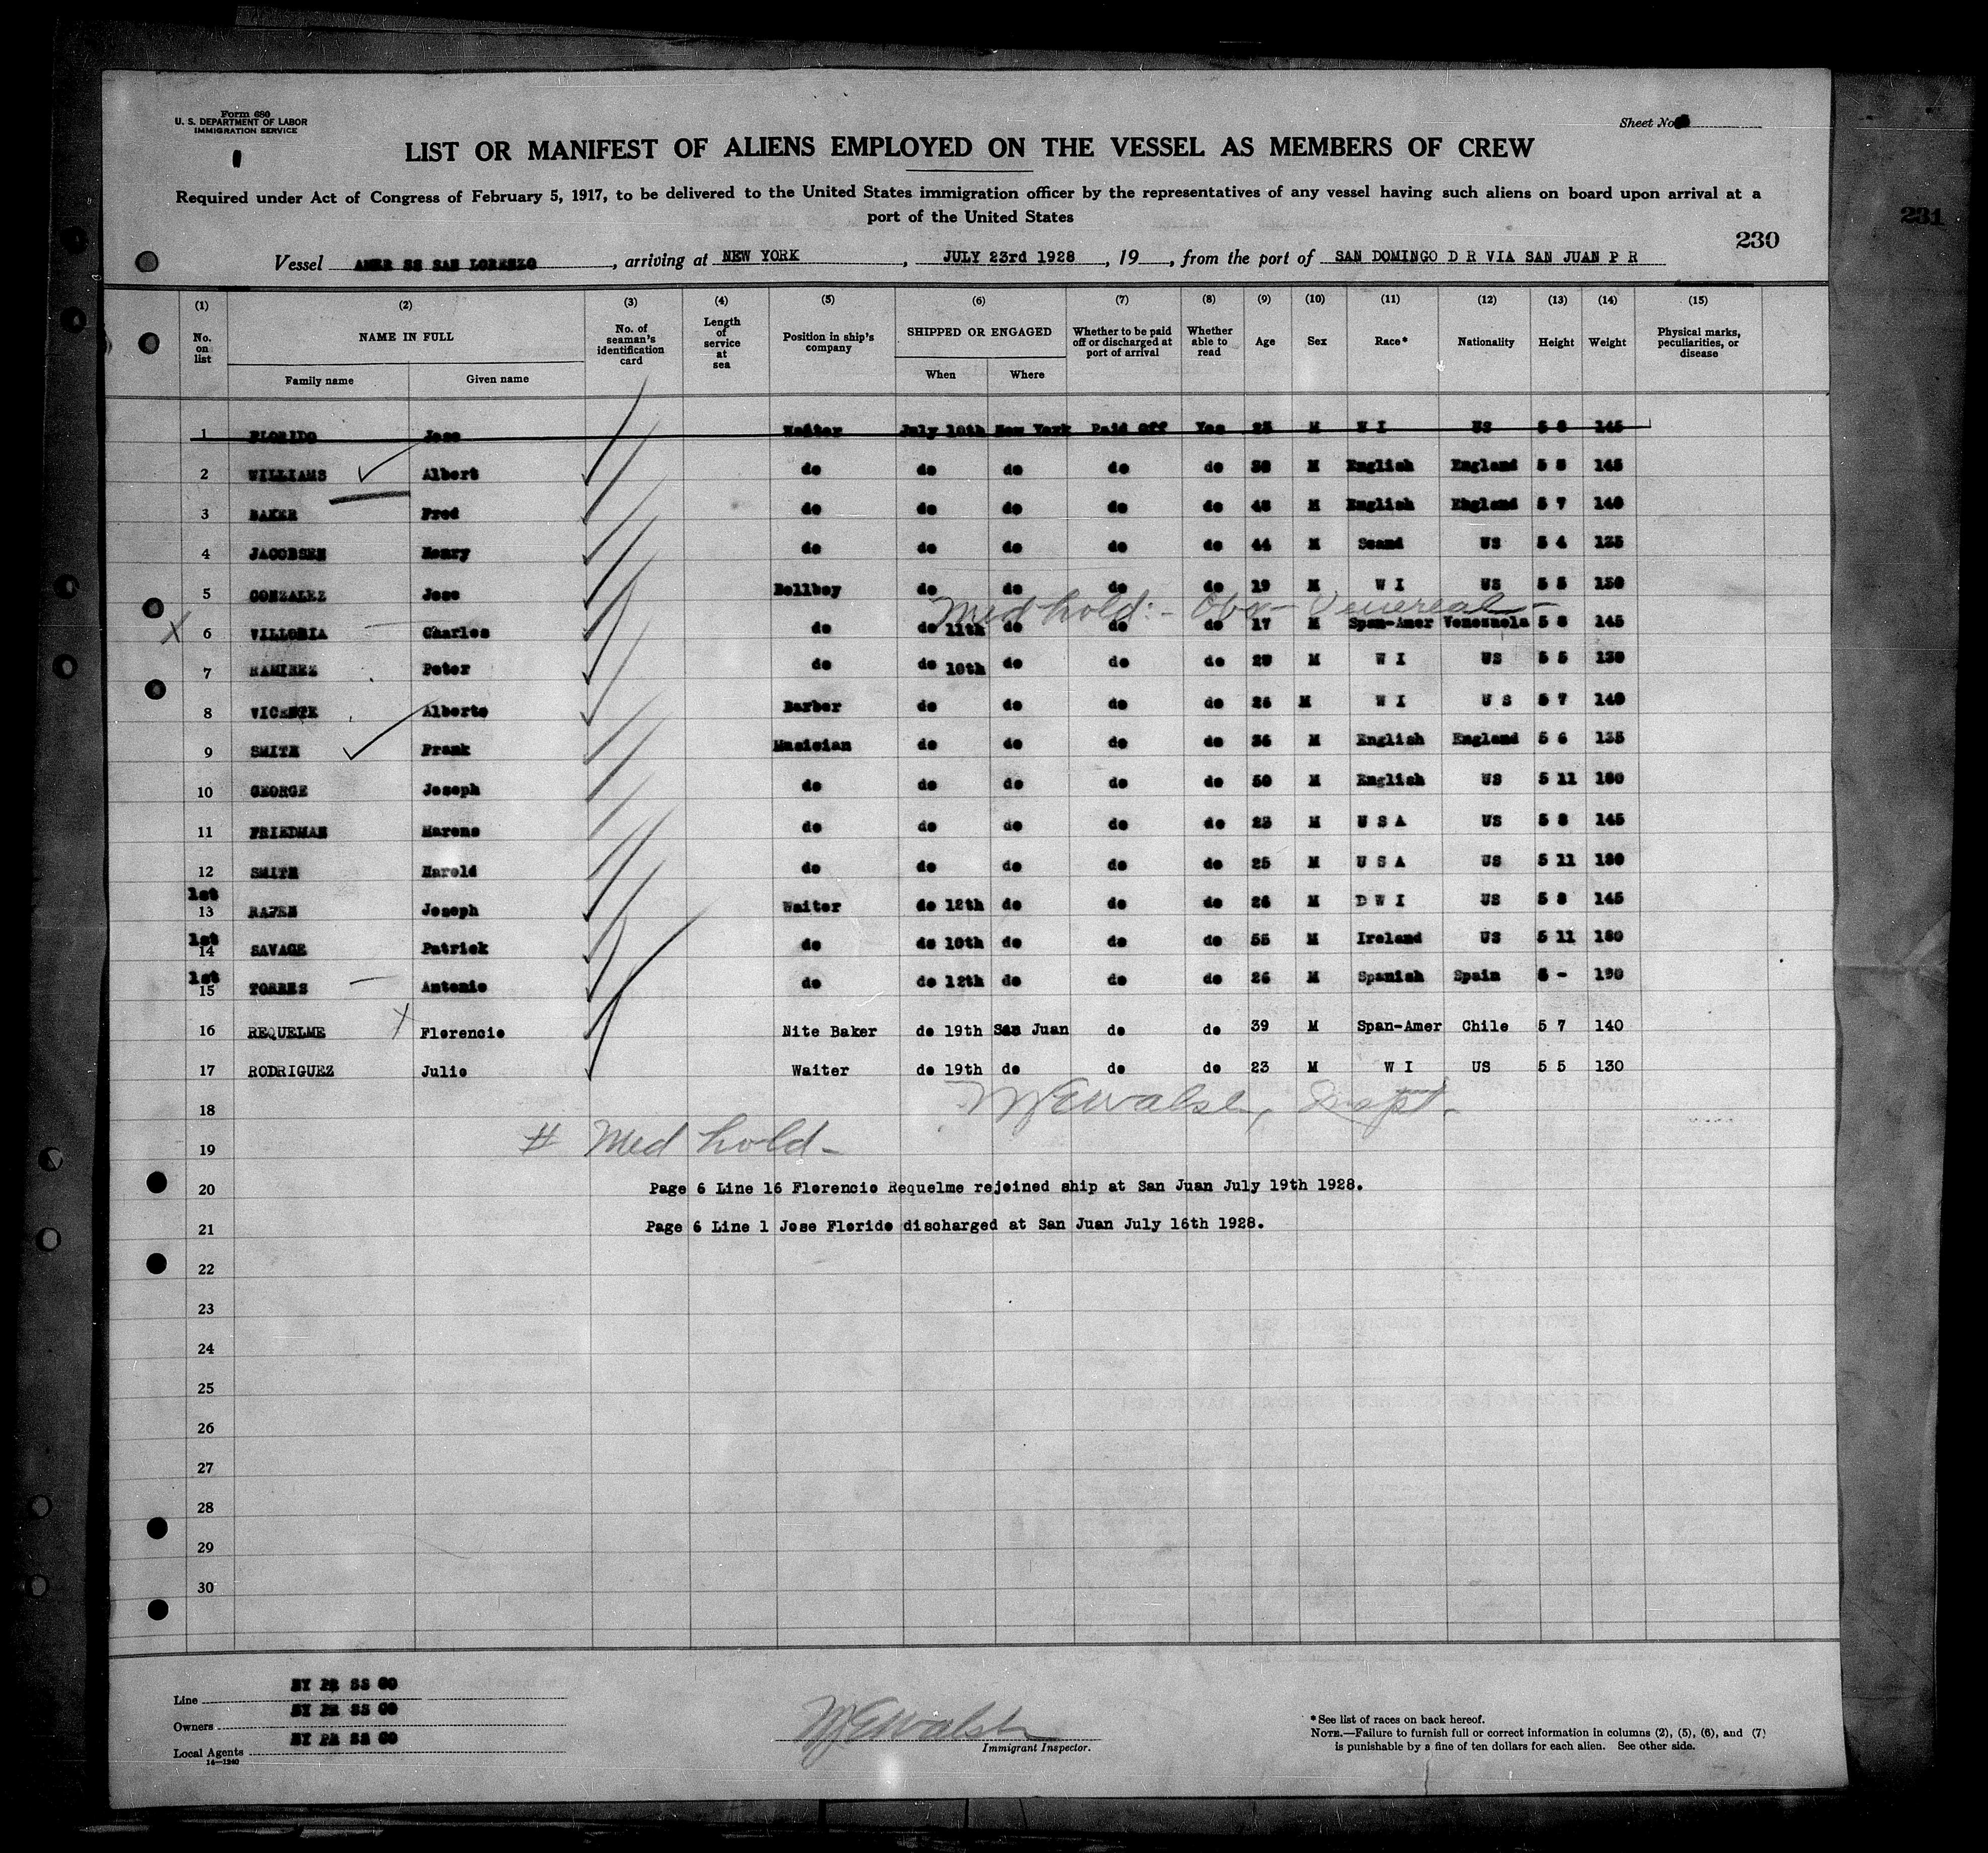 Form 680
U. S. DEPARTMENT OF LABOR
IMMIGRATION SERVICE
Sheet No.
LIST OR MANIFEST OF ALIENS EMPLOYED ON THE VESSEL AS MEMBERS OF CREW
Required under Act of Congress of February 5, 1917, to be delivered to the United States immigration officer by the representatives of any vessel having such aliens on board upon arrival at a
port of the United States
231
230
Vessel AMER SS SAN LORENZO, arriving at NEW YORK, JULY 23rd 1928, 19, from the port of SAN DOMINGO D R VIA SAN JUAN P R
(1) (2) (3) (4) (5) (6) (7) (8) (9) (10) (11) (12) (13) (14) (15)
No. on list NAME IN FULL Family name Given name No. of seaman's identification card Length of service at sea Position in ship's company SHIPPED OR ENGAGED When Where Whether to be paid off or discharged at port of arrival Whether able to read Age Sex Race* Nationality Height Weight Physical marks, peculiarities, or disease
1 FLORIDO Jose Waiter July 10th New York Paid Off Yes 25 M W I US 5 8 145
2 WILLIAMS Albert do do do do do 38 M English England 5 8 145
3 BAKER Fred do do do do do 48 M English England 5 7 140
4 JACOBSEN Henry do do do do do 44 M Scand US 5 4 135
5 GONZALEZ Jose Bellboy do do do do 19 M W I US 5 5 130
Med hold:- Obv- Venereal-
X 6 VILLORIA Charles do do 11th do do do 17 M Span-Amer Venezuela 5 8 145
7 RAMIREZ Peter do do 10th do do do 29 M W I US 5 5 130
8 VICENTE Alberto Barber do do do do 26 M W I U S 5 7 140
9 SMITH Frank Musician do do do do 36 M English England 5 6 135
10 GEORGE Joseph do do do do do 50 M English US 5 11 180
11 FRIEDMAN Marens do do do do do 23 M U S A US 5 8 145
12 SMITH Harold do do do do do 25 M U S A US 5 11 180
1st 13 RAFEN Joseph Waiter do 12th do do do 26 M D W I US 5 8 145
1st 14 SAVAGE Patrick do do 10th do do do 55 M Ireland US 5 11 180
1st 15 TORRES Antonio do do 12th do do do 26 M Spanish Spain 5 - 190
16 REQUELME X Florencio Nite Baker do 19th San Juan do do 39 M Span-Amer Chile 5 7 140
17 RODRIGUEZ Julio Waiter do 19th do do do 23 M W I US 5 5 130
18 Walsh, Inspt.
19 # Med hold-
20 Page 6 Line 16 Florencio Requelme rejoined ship at San Juan July 19th 1928.
21 Page 6 Line 1 Jose Florido discharged at San Juan July 16th 1928.
22
23
24
25
26
27
28
29
30
Line NY PR SS CO
Owners NY PR SS CO
Local Agents NY PR SS CO
14—1240
Walsh
Immigrant Inspector.
* See list of races on back hereof.
NOTE.—Failure to furnish full or correct information in columns (2), (5), (6), and (7)
is punishable by a fine of ten dollars for each alien. See other side.